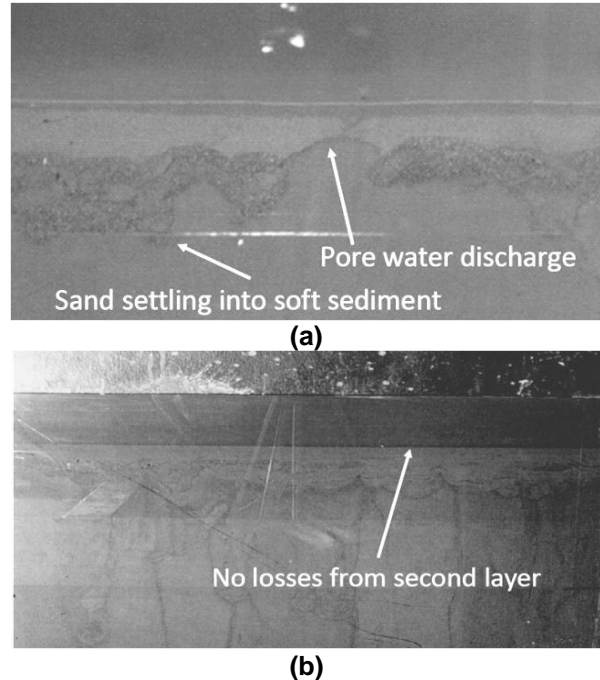 Pore water discharge
Sand settling into soft sediment
(a)
No losses from second layer
(b)